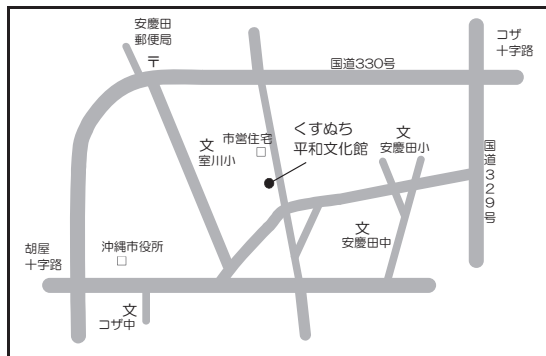 安慶田
郵便局
〒
コザ
十字路
国道330号
くすぬち
平和文化館
市営住宅
文
室川小
文
安慶田小
国道329号
文
安慶田中
胡屋
十字路
沖縄市役所
文
コザ中